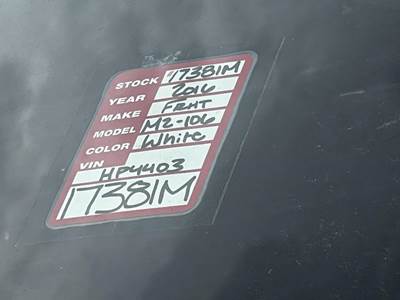 STOCK 17381M
YEAR 2016
MAKE FRHT
MODEL M2-106
COLOR White
VIN
HP4403
17381M